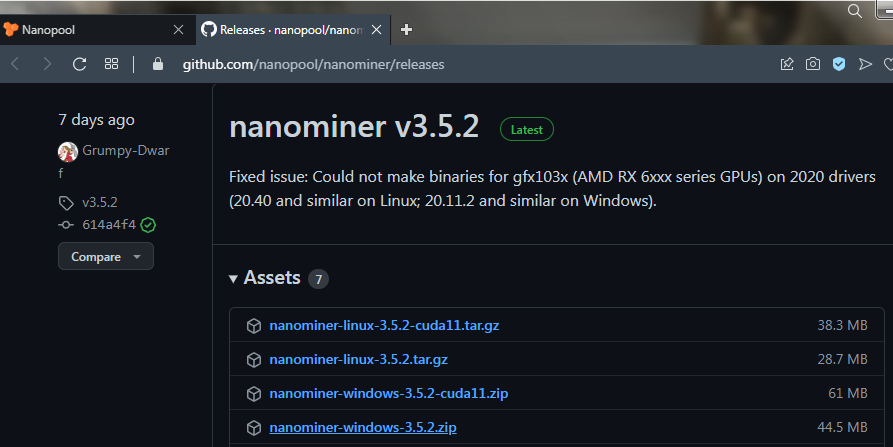 Nanopool
Releases · nanopool/nanom
github.com/nanopool/nanominer/releases
7 days ago
Grumpy-Dwar
f
v3.5.2
614a4f4
Compare
nanominer v3.5.2 Latest
Fixed issue: Could not make binaries for gfx103x (AMD RX 6xxx series GPUs) on 2020 drivers
(20.40 and similar on Linux; 20.11.2 and similar on Windows).
Assets 7
nanominer-linux-3.5.2-cuda11.tar.gz 38.3 MB
nanominer-linux-3.5.2.tar.gz 28.7 MB
nanominer-windows-3.5.2-cuda11.zip 61 MB
nanominer-windows-3.5.2.zip 44.5 MB